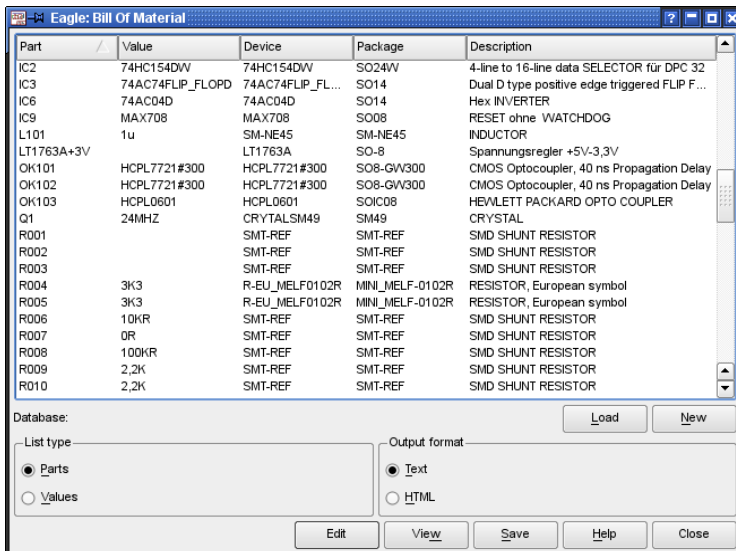 Eagle: Bill Of Material
Part Value Device Package Description
IC2 74HC154DW 74HC154DW SO24W 4-line to 16-line data SELECTOR für DPC 32
IC3 74AC74FLIP_FLOPD 74AC74FLIP_FL... SO14 Dual D type positive edge triggered FLIP F...
IC6 74AC04D 74AC04D SO14 Hex INVERTER
IC9 MAX708 MAX708 SO08 RESET ohne WATCHDOG
L101 1u SM-NE45 SM-NE45 INDUCTOR
LT1763A+3V LT1763A SO-8 Spannungsregler +5V-3,3V
OK101 HCPL7721#300 HCPL7721#300 SO8-GW300 CMOS Optocoupler, 40 ns Propagation Delay
OK102 HCPL7721#300 HCPL7721#300 SO8-GW300 CMOS Optocoupler, 40 ns Propagation Delay
OK103 HCPL0601 HCPL0601 SOIC08 HEWLETT PACKARD OPTO COUPLER
Q1 24MHZ CRYTALSM49 SM49 CRYSTAL
R001 SMT-REF SMT-REF SMD SHUNT RESISTOR
R002 SMT-REF SMT-REF SMD SHUNT RESISTOR
R003 SMT-REF SMT-REF SMD SHUNT RESISTOR
R004 3K3 R-EU_MELF0102R MINI_MELF-0102R RESISTOR, European symbol
R005 3K3 R-EU_MELF0102R MINI_MELF-0102R RESISTOR, European symbol
R006 10KR SMT-REF SMT-REF SMD SHUNT RESISTOR
R007 0R SMT-REF SMT-REF SMD SHUNT RESISTOR
R008 100KR SMT-REF SMT-REF SMD SHUNT RESISTOR
R009 2,2K SMT-REF SMT-REF SMD SHUNT RESISTOR
R010 2,2K SMT-REF SMT-REF SMD SHUNT RESISTOR
Database: Load New
List type Output format
Parts Text
Values HTML
Edit View Save Help Close